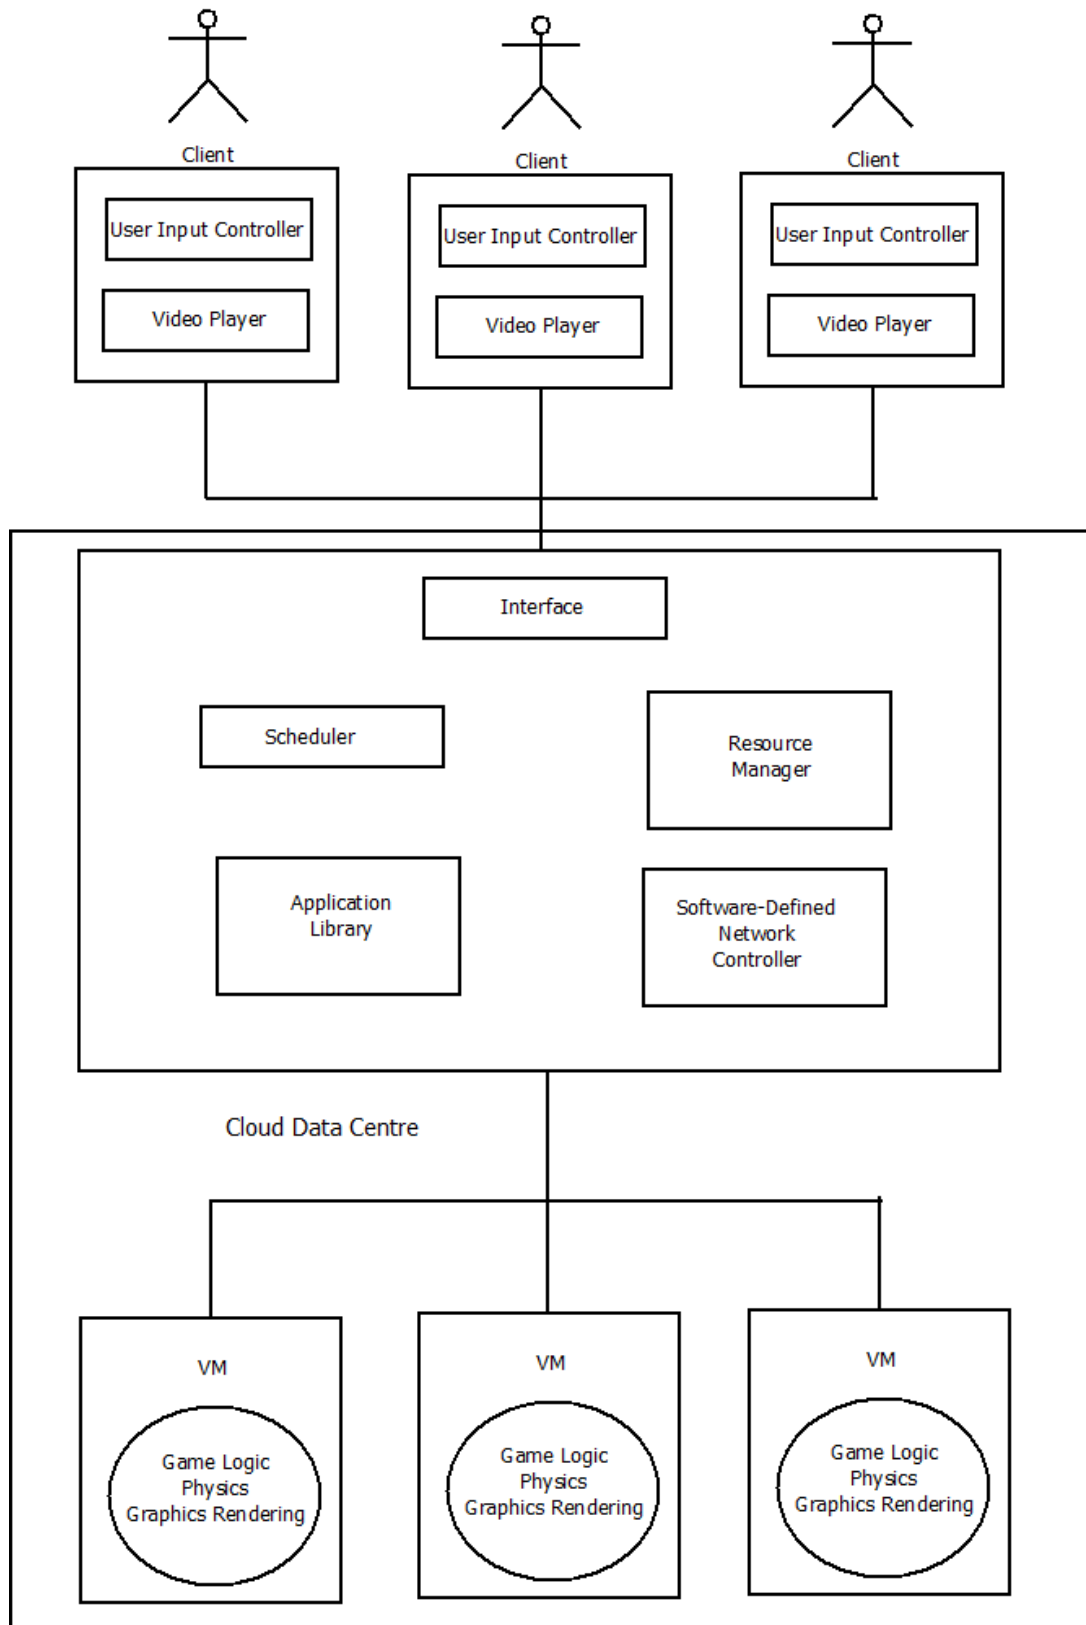 Client
Client
Client
User Input Controller
User Input Controller
User Input Controller
Video Player
Video Player
Video Player
Interface
Scheduler
Resource
Manager
Application
Library
Software-Defined
Network
Controller
Cloud Data Centre
VM
Game Logic
Physics
Graphics Rendering
VM
Game Logic
Physics
Graphics Rendering
VM
Game Logic
Physics
Graphics Rendering